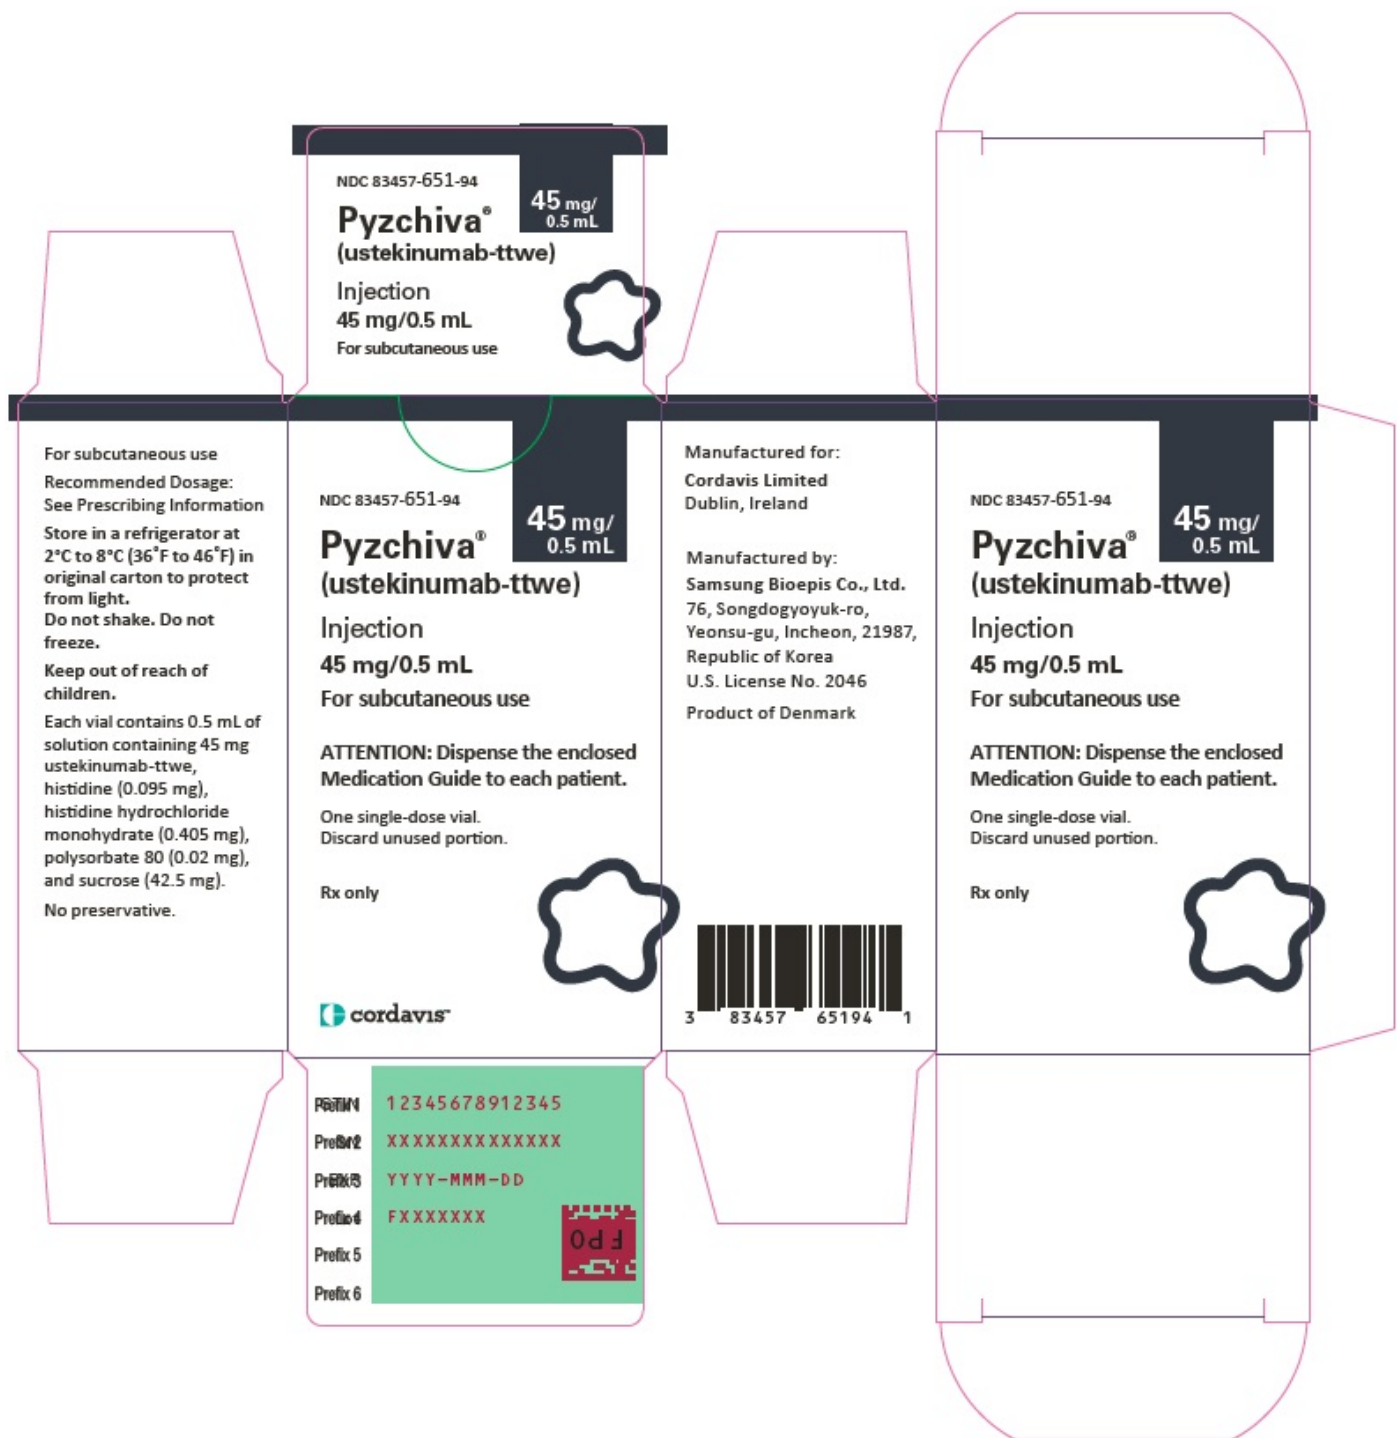 NDC 83457-651-94
45 mg/
0.5 mL
Pyzchiva®
(ustekinumab-ttwe)
Injection
45 mg/0.5 mL
For subcutaneous use
For subcutaneous use
Recommended Dosage:
See Prescribing Information
Store in a refrigerator at
2°C to 8°C (36˚F to 46˚F) in
original carton to protect
from light.
Do not shake. Do not
freeze.
Keep out of reach of
children.
Each vial contains 0.5 mL of
solution containing 45 mg
ustekinumab-ttwe,
histidine (0.095 mg),
histidine hydrochloride
monohydrate (0.405 mg),
polysorbate 80 (0.02 mg),
and sucrose (42.5 mg).
No preservative.
NDC 83457-651-94
45 mg/
0.5 mL
Pyzchiva®
(ustekinumab-ttwe)
Injection
45 mg/0.5 mL
For subcutaneous use
ATTENTION: Dispense the enclosed
Medication Guide to each patient.
One single-dose vial.
Discard unused portion.
Rx only
cordavis™
Manufactured for:
Cordavis Limited
Dublin, Ireland
Manufactured by:
Samsung Bioepis Co., Ltd.
76, Songdogyoyuk-ro,
Yeonsu-gu, Incheon, 21987,
Republic of Korea
U.S. License No. 2046
Product of Denmark
3 83457 65194 1
NDC 83457-651-94
45 mg/
0.5 mL
Pyzchiva®
(ustekinumab-ttwe)
Injection
45 mg/0.5 mL
For subcutaneous use
ATTENTION: Dispense the enclosed
Medication Guide to each patient.
One single-dose vial.
Discard unused portion.
Rx only
Prefix 1 12345678912345
Prefix 2 XXXXXXXXXXXXXX
Prefix 3 YYYY-MMM-DD
Prefix 4 FXXXXXXX
FPO
Prefix 5
Prefix 6